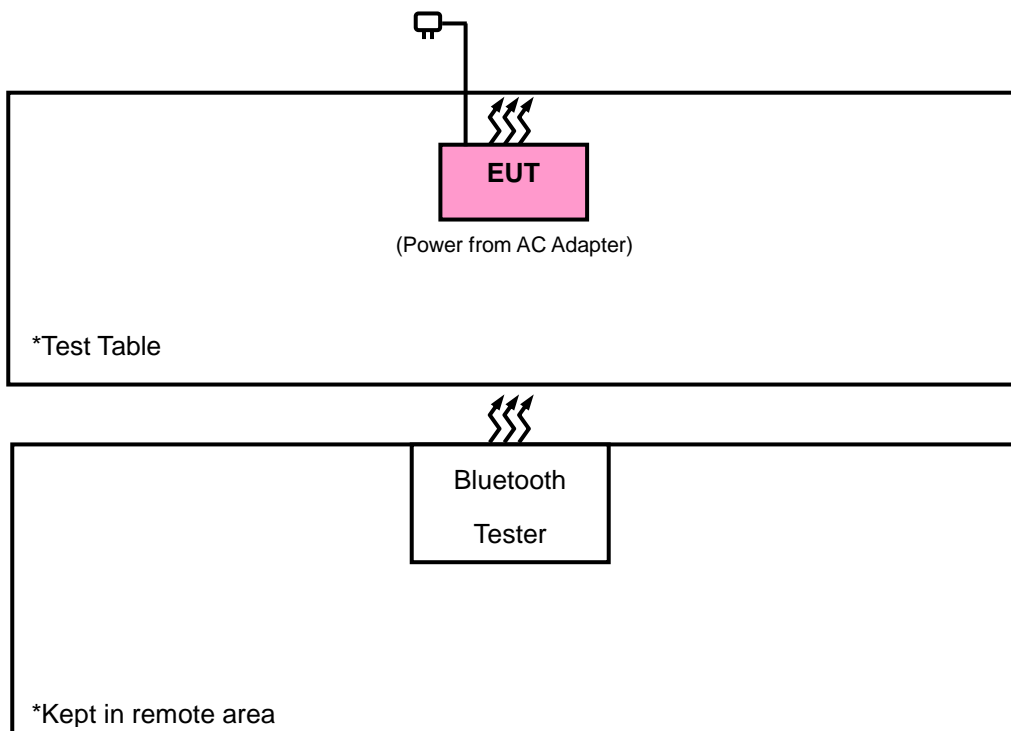 EUT
(Power from AC Adapter)
*Test Table
Bluetooth
Tester
*Kept in remote area